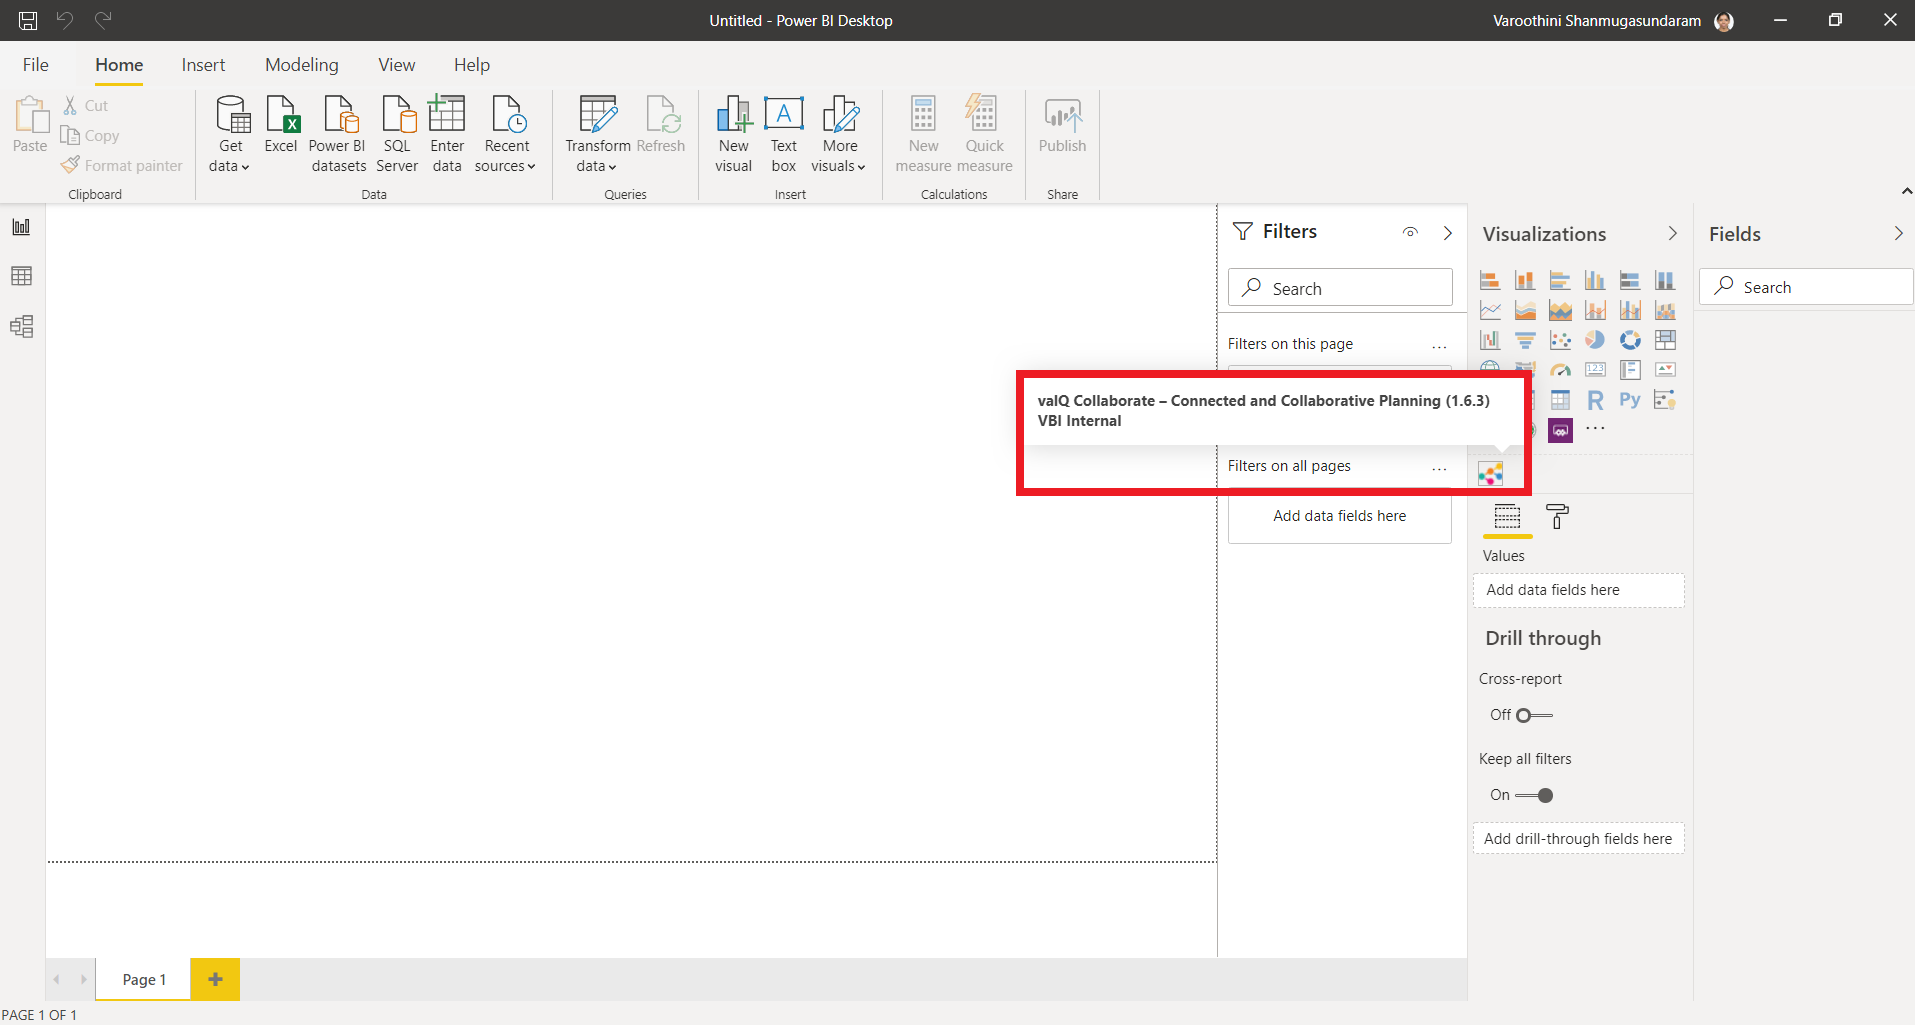 Untitled - Power BI Desktop
Varoothini Shanmugasundaram
File Home Insert Modeling View Help
Paste
Cut
Copy
Format painter
Clipboard
Get data
Excel
Power BI datasets
SQL Server
Enter data
Recent sources
Data
Transform data
Refresh
Queries
New visual
Text box
More visuals
Insert
New measure
Quick measure
Calculations
Publish
Share
Filters
Search
Filters on this page ...
valQ Collaborate – Connected and Collaborative Planning (1.6.3)
VBI Internal
Filters on all pages ...
Add data fields here
Visualizations
123
R Py
...
Values
Add data fields here
Drill through
Cross-report
Off
Keep all filters
On
Add drill-through fields here
Fields
Search
Page 1
PAGE 1 OF 1